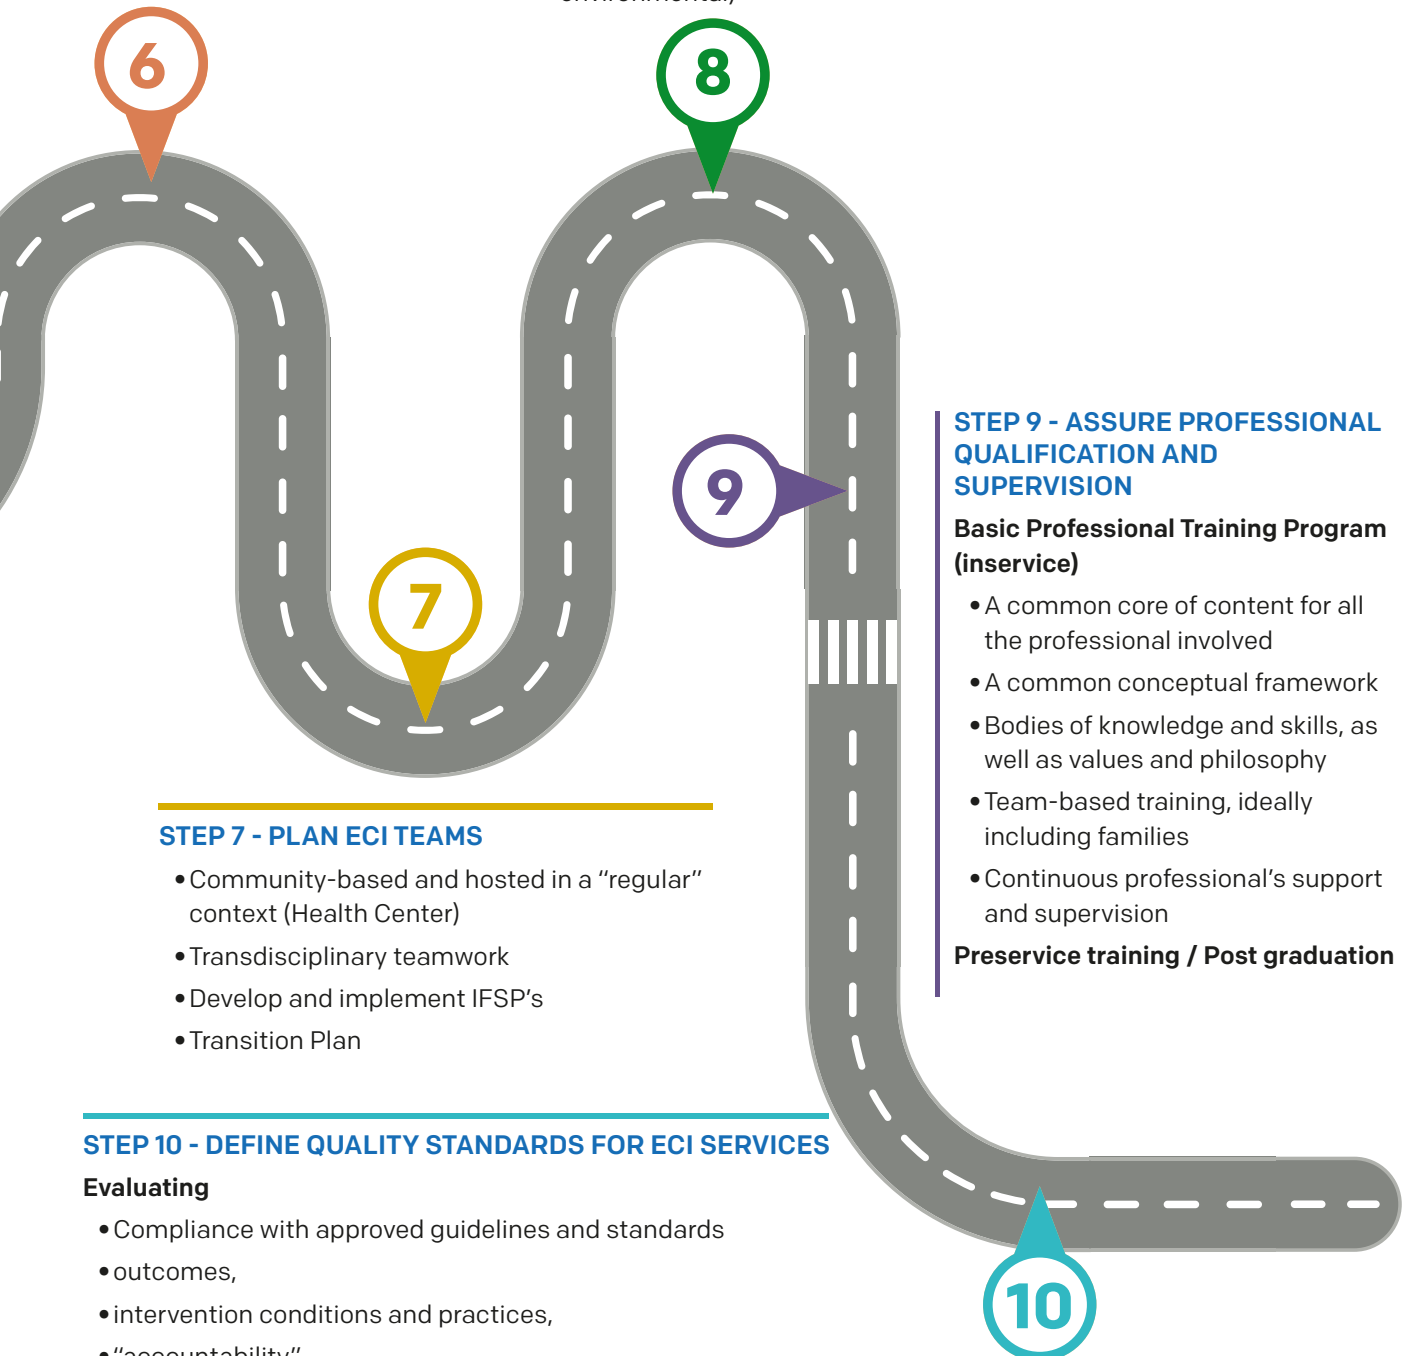 environmental)
6
8
9
7
STEP 9 - ASSURE PROFESSIONAL
QUALIFICATION AND
SUPERVISION
Basic Professional Training Program
(inservice)
• A common core of content for all
the professional involved
• A common conceptual framework
• Bodies of knowledge and skills, as
well as values and philosophy
• Team-based training, ideally
including families
• Continuous professional’s support
and supervision
Preservice training / Post graduation
STEP 7 - PLAN ECI TEAMS
• Community-based and hosted in a “regular”
context (Health Center)
• Transdisciplinary teamwork
• Develop and implement IFSP’s
• Transition Plan
STEP 10 - DEFINE QUALITY STANDARDS FOR ECI SERVICES
Evaluating
• Compliance with approved guidelines and standards
• outcomes,
• intervention conditions and practices,
• “accountability”
10